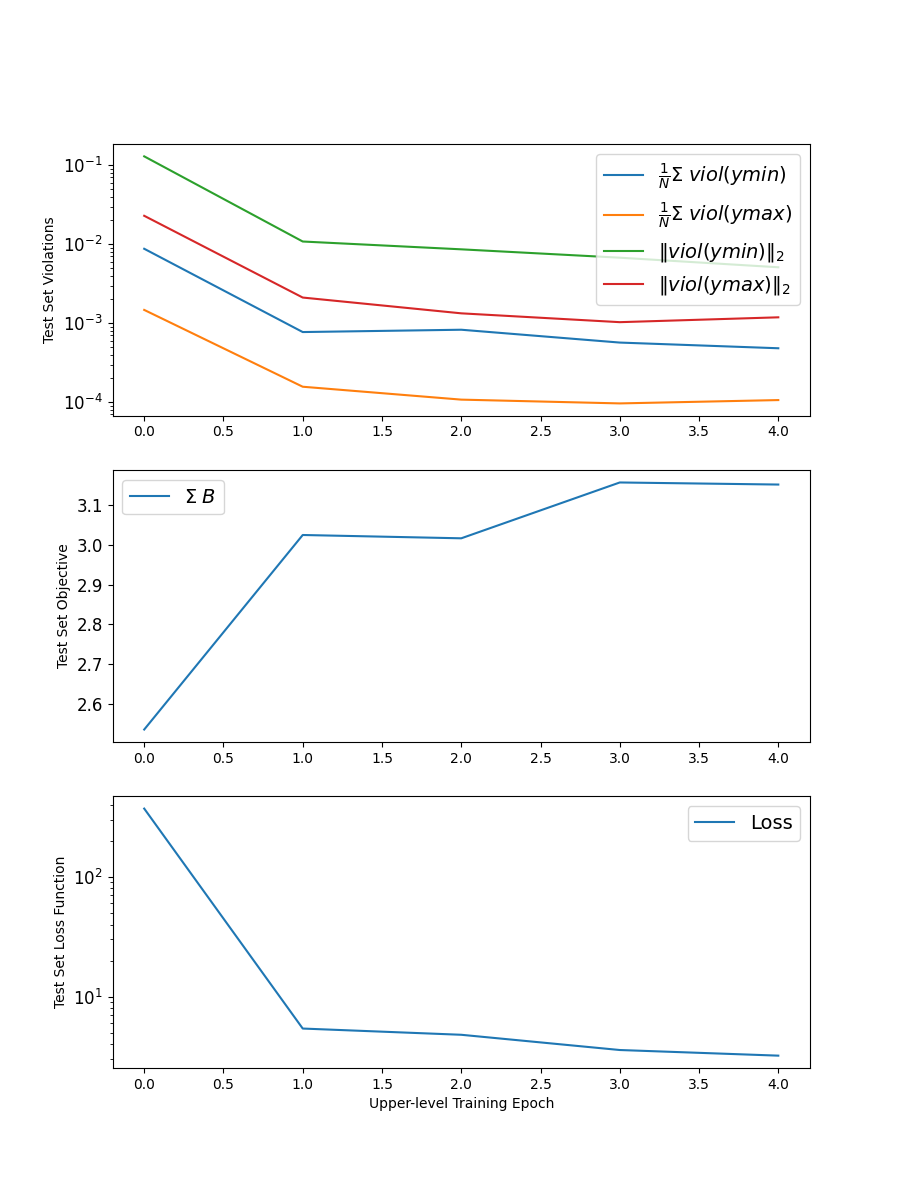 Test Set Violations
10⁻¹
10⁻²
10⁻³
10⁻⁴
1/N Σ viol(ymin)
1/N Σ viol(ymax)
‖viol(ymin)‖₂
‖viol(ymax)‖₂
0.0 0.5 1.0 1.5 2.0 2.5 3.0 3.5 4.0
Test Set Objective
3.1
3.0
2.9
2.8
2.7
2.6
Σ B
0.0 0.5 1.0 1.5 2.0 2.5 3.0 3.5 4.0
Test Set Loss Function
10²
10¹
Loss
0.0 0.5 1.0 1.5 2.0 2.5 3.0 3.5 4.0
Upper-level Training Epoch